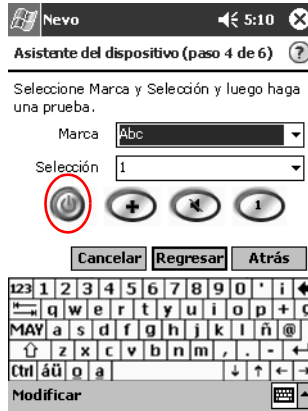 Nevo 5:10
Asistente del dispositivo (paso 4 de 6) ?
Seleccione Marca y Selección y luego haga
una prueba.
Marca Abc
Selección 1
1
Cancelar Regresar Atrás
123 1 2 3 4 5 6 7 8 9 0 ' i
q w e r t y u i o p +
MAY a s d f g h j k l ñ @
z x c v b n m , . -
Ctrl áü º ª
Modificar